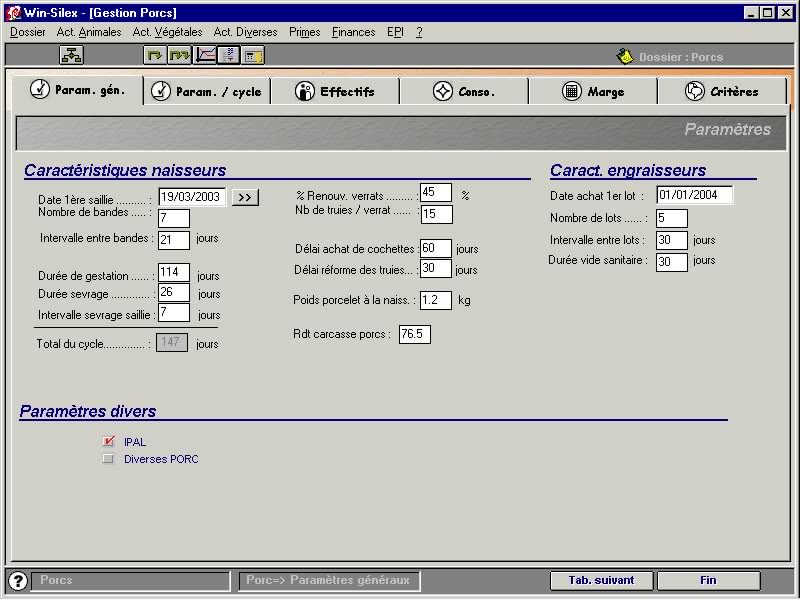 Win-Silex - [Gestion Porcs]
Dossier Act. Animales Act. Végétales Act. Diverses Primes Finances EPI ?
Dossier : Porcs
Param. gén. Param. / cycle Effectifs Conso. Marge Critères
Paramètres
Caractéristiques naisseurs
Date 1ère saillie .......... : 19/03/2003 >>
Nombre de bandes ..... : 7
Intervalle entre bandes : 21 jours
Durée de gestation ...... : 114 jours
Durée sevrage ............. : 26 jours
Intervalle sevrage saillie : 7 jours
Total du cycle.............. : 147 jours
% Renouv. verrats ......... : 45 %
Nb de truies / verrat ...... : 15
Délai achat de cochettes : 60 jours
Délai réforme des truies... : 30 jours
Poids porcelet à la naiss. : 1.2 kg
Rdt carcasse porcs : 76.5
Caract. engraisseurs
Date achat 1er lot : 01/01/2004
Nombre de lots ...... : 5
Intervalle entre lots : 30 jours
Durée vide sanitaire : 30 jours
Paramètres divers
IPAL
Diverses PORC
? Porcs Porc=> Paramètres généraux Tab. suivant Fin